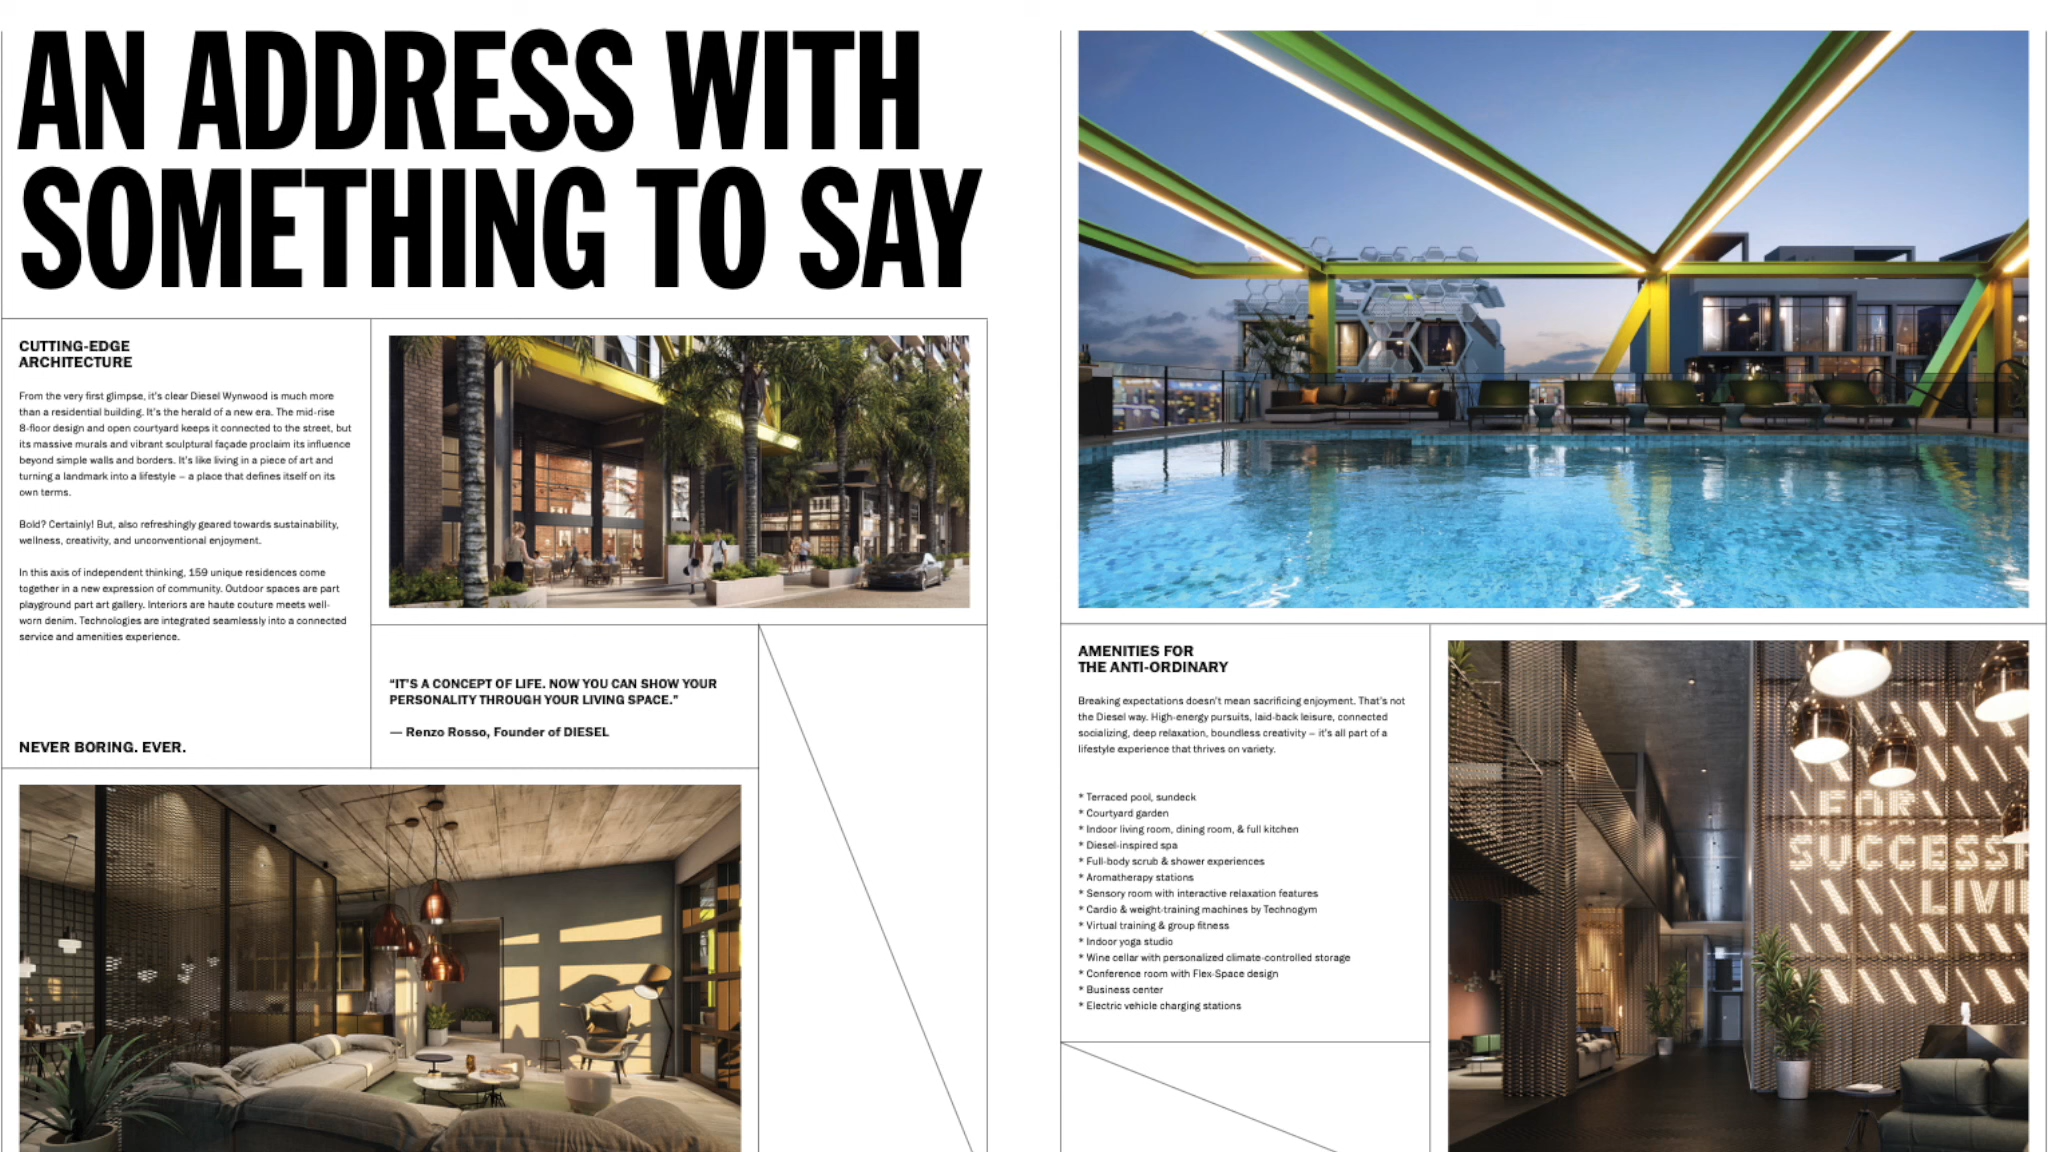 AN ADDRESS WITH
SOMETHING TO SAY
CUTTING-EDGE
ARCHITECTURE
From the very first glimpse, it's clear Diesel Wynwood is much more
than a residential building. It's the herald of a new era. The mid-rise
8-floor design and open courtyard keeps it connected to the street, but
its massive murals and vibrant sculptural façade proclaim its influence
beyond simple walls and borders. It's like living in a piece of art and
turning a landmark into a lifestyle – a place that defines itself on its
own terms.
Bold? Certainly! But, also refreshingly geared towards sustainability,
wellness, creativity, and unconventional enjoyment.
In this axis of independent thinking, 159 unique residences come
together in a new expression of community. Outdoor spaces are part
playground part art gallery. Interiors are haute couture meets well-
worn denim. Technologies are integrated seamlessly into a connected
service and amenities experience.
NEVER BORING. EVER.
“IT'S A CONCEPT OF LIFE. NOW YOU CAN SHOW YOUR
PERSONALITY THROUGH YOUR LIVING SPACE.”
— Renzo Rosso, Founder of DIESEL
AMENITIES FOR
THE ANTI-ORDINARY
Breaking expectations doesn't mean sacrificing enjoyment. That's not
the Diesel way. High-energy pursuits, laid-back leisure, connected
socializing, deep relaxation, boundless creativity – it's all part of a
lifestyle experience that thrives on variety.
* Terraced pool, sundeck
* Courtyard garden
* Indoor living room, dining room, & full kitchen
* Diesel-inspired spa
* Full-body scrub & shower experiences
* Aromatherapy stations
* Sensory room with interactive relaxation features
* Cardio & weight-training machines by Technogym
* Virtual training & group fitness
* Indoor yoga studio
* Wine cellar with personalized climate-controlled storage
* Conference room with Flex-Space design
* Business center
* Electric vehicle charging stations
FOR
SUCCESSF
LIVI